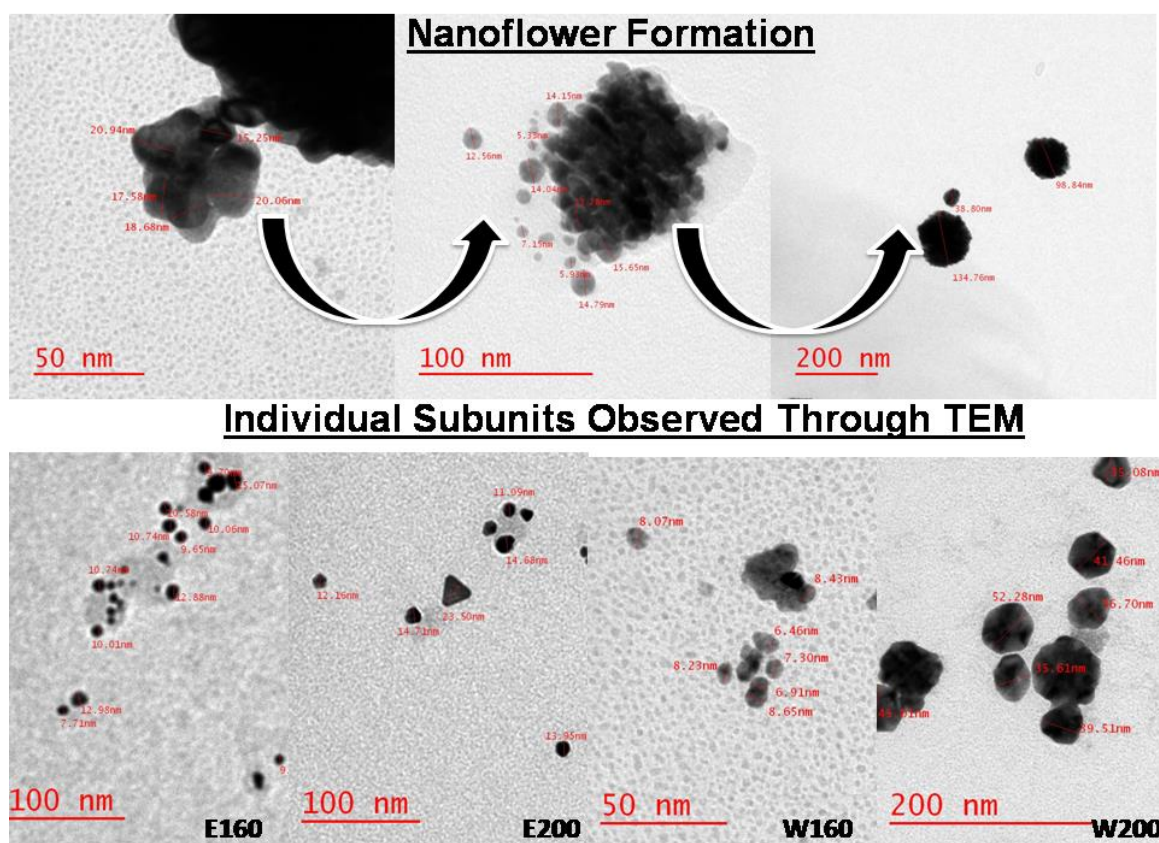 Nanoflower Formation
20.94nm
15.25nm
17.58nm
20.06nm
18.68nm
50 nm
14.15nm
5.33nm
12.56nm
14.04nm
7.15nm
15.65nm
14.79nm
100 nm
98.84nm
38.80nm
134.76nm
200 nm
Individual Subunits Observed Through TEM
15.07nm
10.58nm
10.06nm
10.74nm
9.65nm
10.74nm
12.88nm
10.01nm
12.98nm
7.71nm
9
100 nm
E160
11.09nm
14.68nm
12.16nm
23.50nm
14.71nm
13.95nm
100 nm
E200
8.07nm
8.43nm
6.46nm
7.30nm
8.23nm
6.91nm
8.65nm
50 nm
W160
41.46nm
52.28nm
35.61nm
39.51nm
200 nm
W200